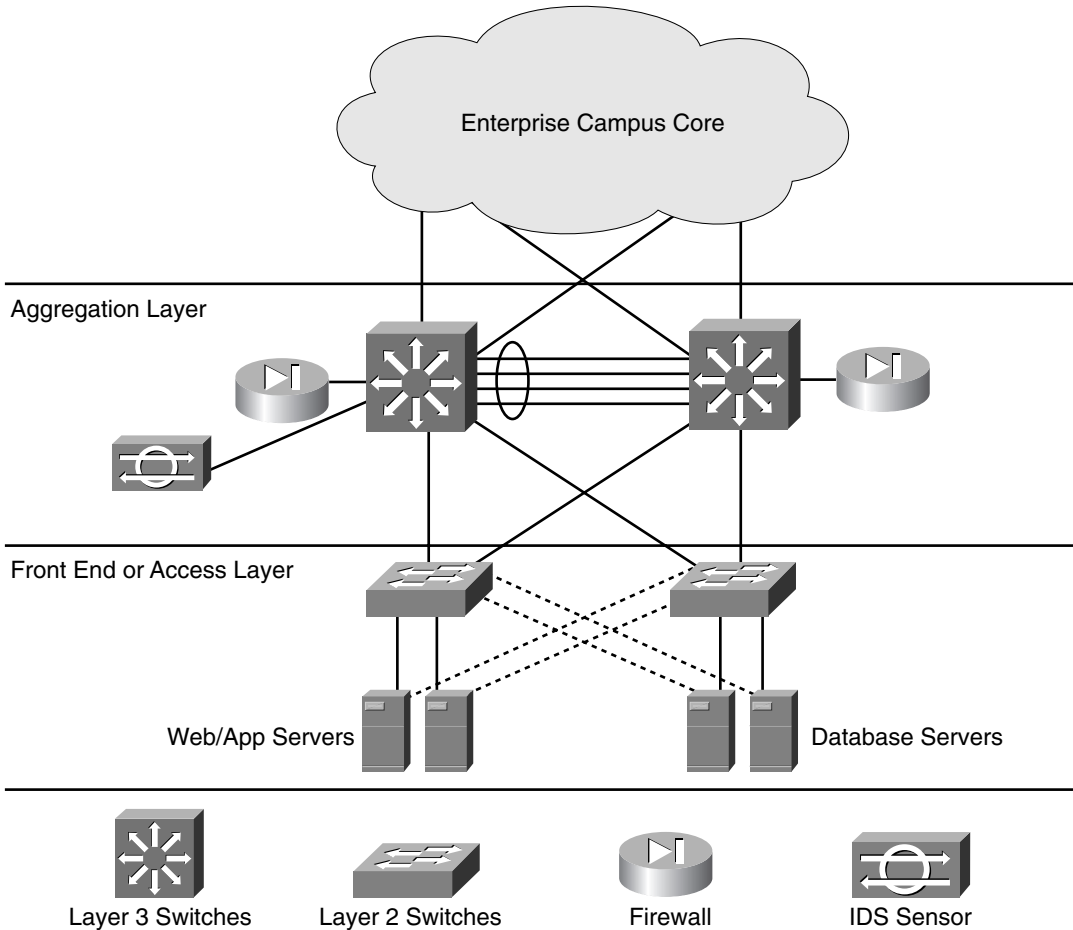 Enterprise Campus Core
Aggregation Layer
Front End or Access Layer
Web/App Servers
Database Servers
Layer 3 Switches
Layer 2 Switches
Firewall
IDS Sensor